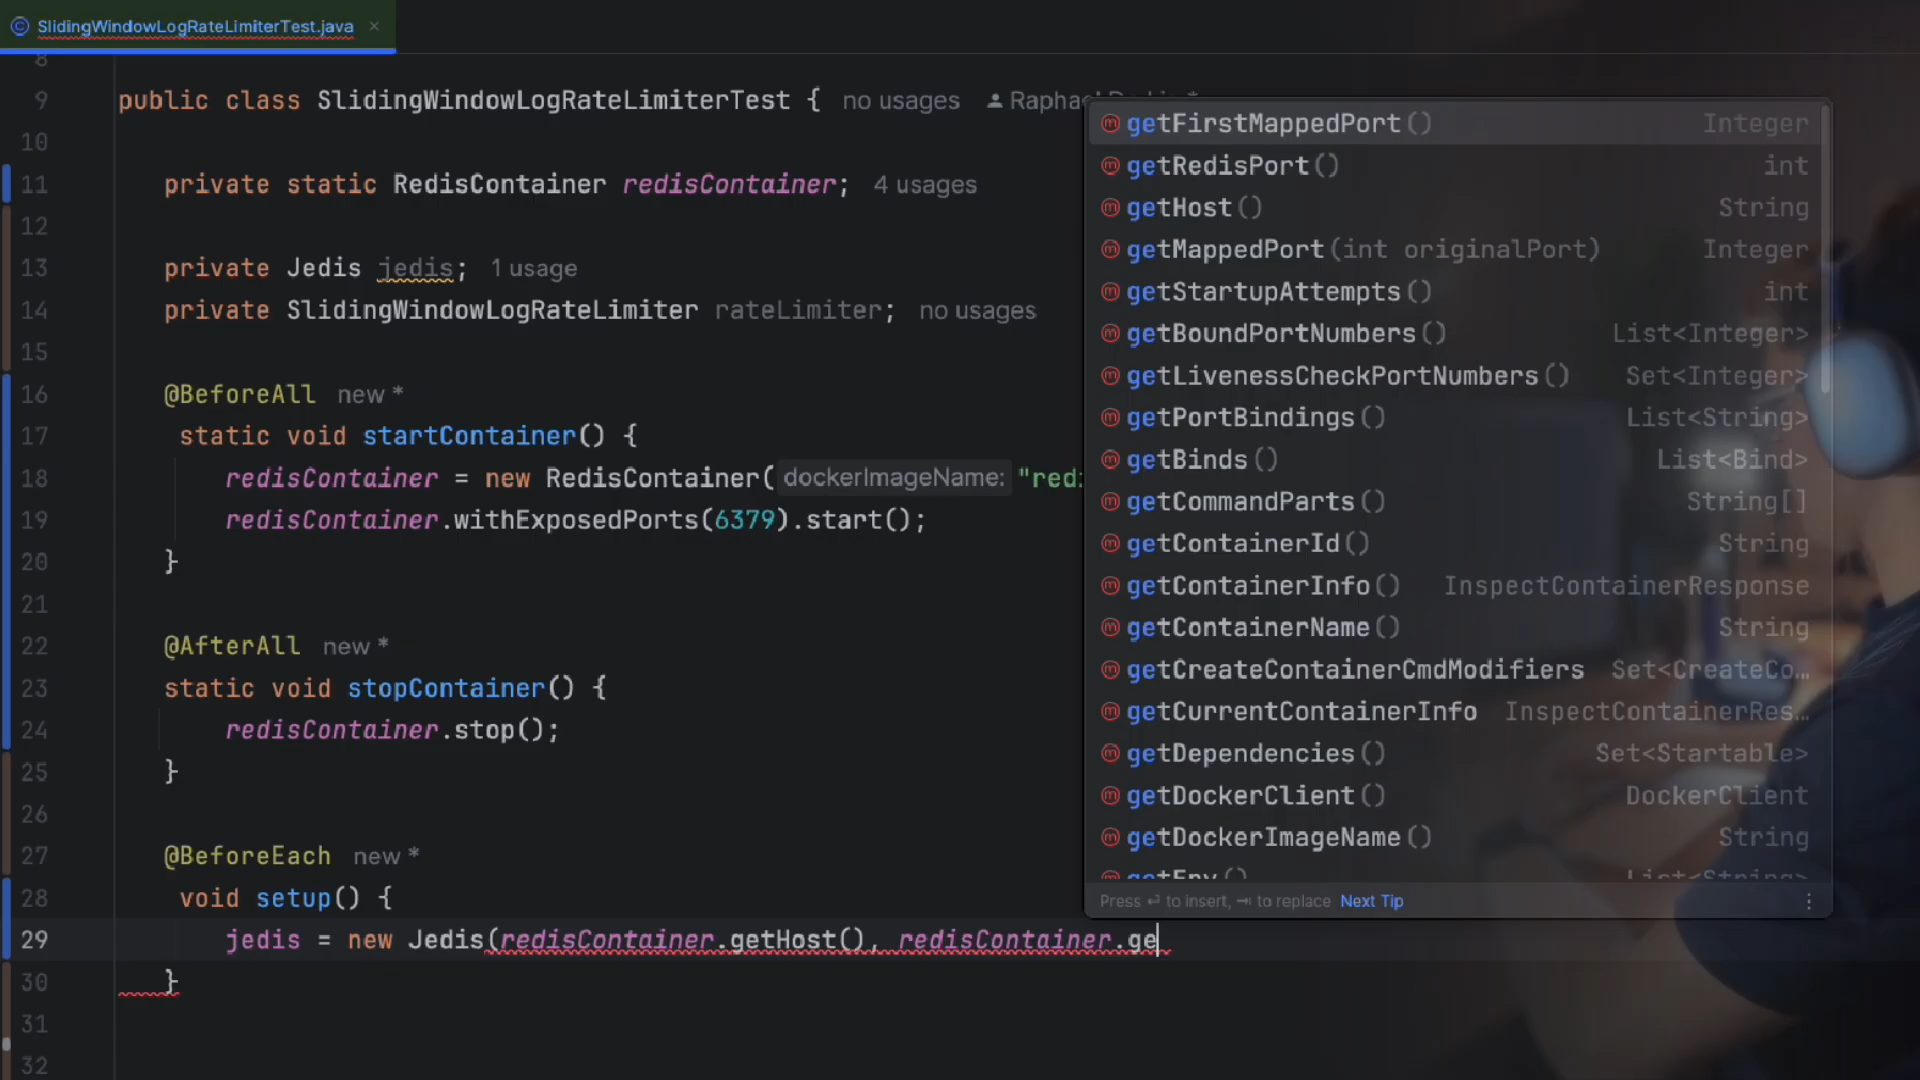 SlidingWindowLogRateLimiterTest.java
8
9 public class SlidingWindowLogRateLimiterTest { no usages
10
11 private static RedisContainer redisContainer; 4 usages
12
13 private Jedis jedis; 1 usage
14 private SlidingWindowLogRateLimiter rateLimiter; no usages
15
16 @BeforeAll new *
17 static void startContainer() {
18 redisContainer = new RedisContainer( dockerImageName:
19 redisContainer.withExposedPorts(6379).start();
20 }
21
22 @AfterAll new *
23 static void stopContainer() {
24 redisContainer.stop();
25 }
26
27 @BeforeEach new *
28 void setup() {
29 jedis = new Jedis(redisContainer.getHost(), redisContainer.ge
30 }
31
32
getFirstMappedPort() Integer
getRedisPort() int
getHost() String
getMappedPort(int originalPort) Integer
getStartupAttempts() int
getBoundPortNumbers() List<Integer>
getLivenessCheckPortNumbers() Set<Integer>
getPortBindings() List<String>
getBinds() List<Bind>
getCommandParts() String[]
getContainerId() String
getContainerInfo() InspectContainerResponse
getContainerName() String
getCreateContainerCmdModifiers Set<CreateCo…
getCurrentContainerInfo InspectContainerRes…
getDependencies() Set<Startable>
getDockerClient() DockerClient
getDockerImageName() String
getEnv() List<String>
Press ↵ to insert, ⇥ to replace Next Tip